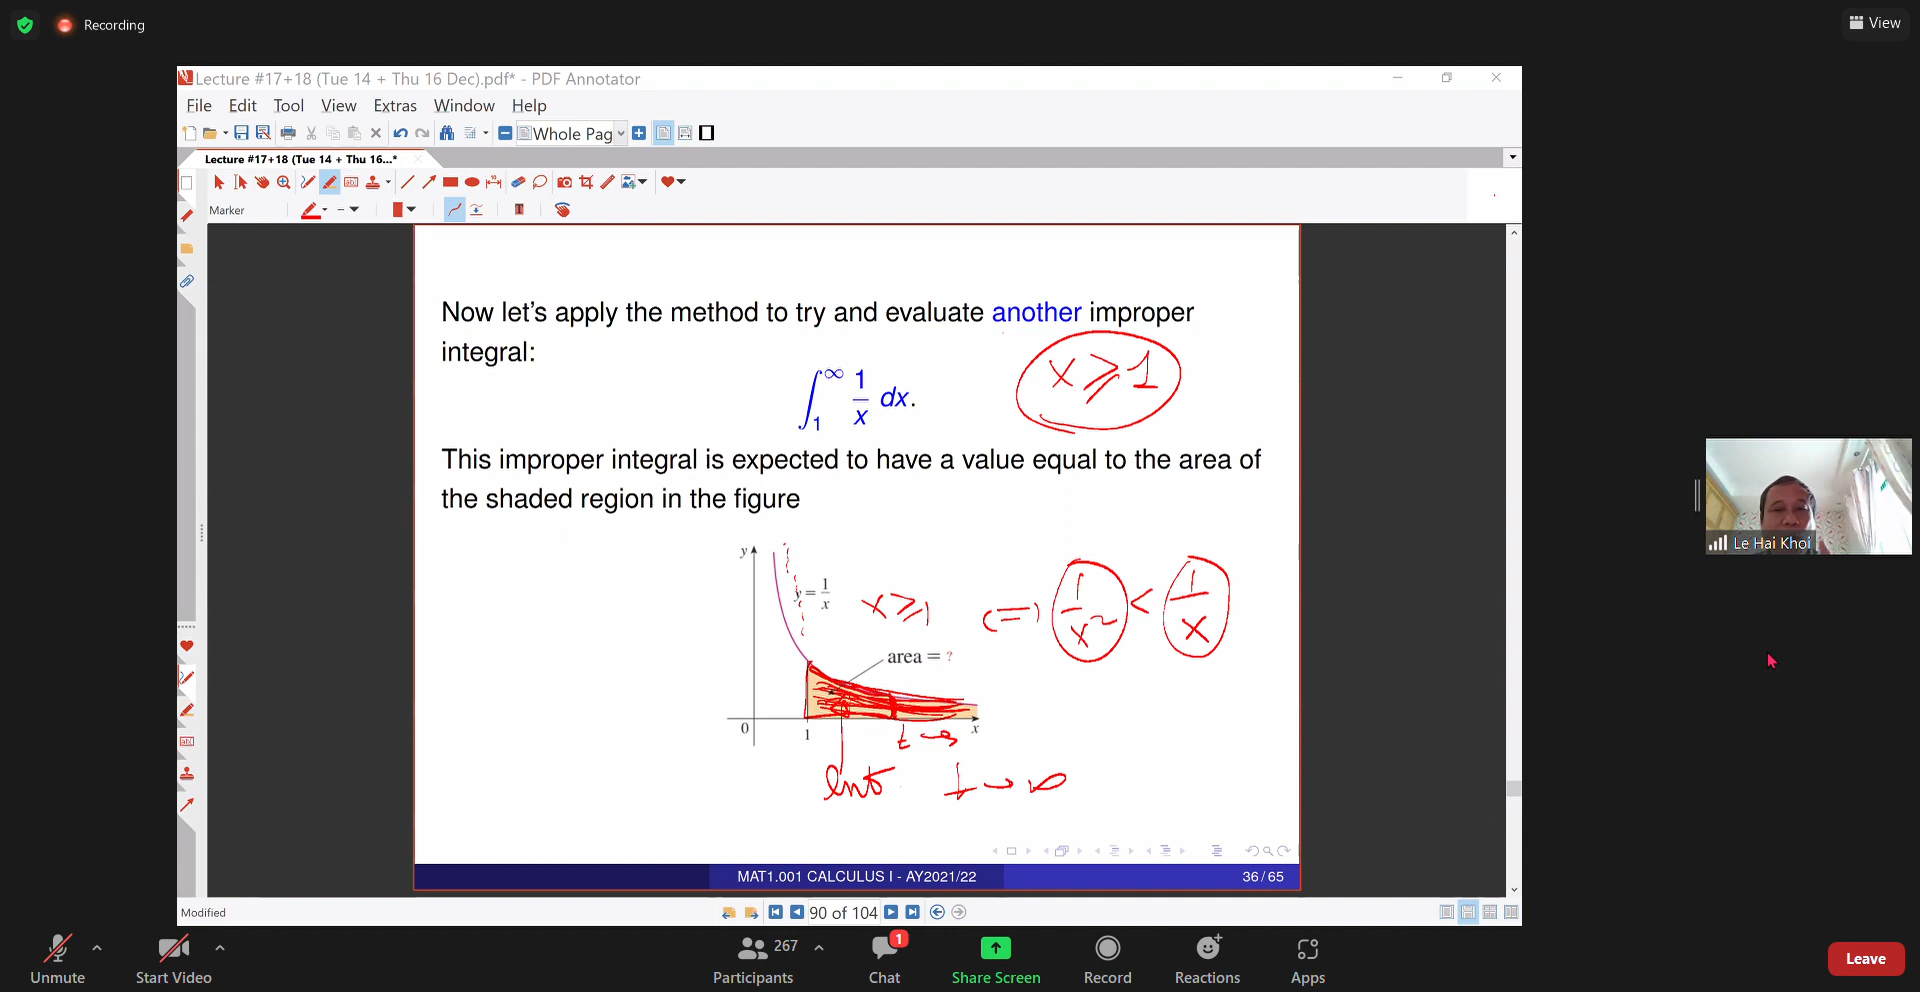 Recording
View
Lecture #17+18 (Tue 14 + Thu 16 Dec).pdf* - PDF Annotator
File Edit Tool View Extras Window Help
Whole Pag
Lecture #17+18 (Tue 14 + Thu 16...*
Marker
Now let's apply the method to try and evaluate another improper
integral:
∫₁^∞ 1/x dx.
x ≥ 1
This improper integral is expected to have a value equal to the area of
the shaded region in the figure
y
y = 1/x
x ≥ 1 (=) 1/x² < 1/x
area = ?
0 1 t → x
lnt t → ∞
MAT1.001 CALCULUS I - AY2021/22 36 / 65
Modified 90 of 104
Le Hai Khoi
Unmute Start Video 267 Participants 1 Chat Share Screen Record Reactions Apps Leave